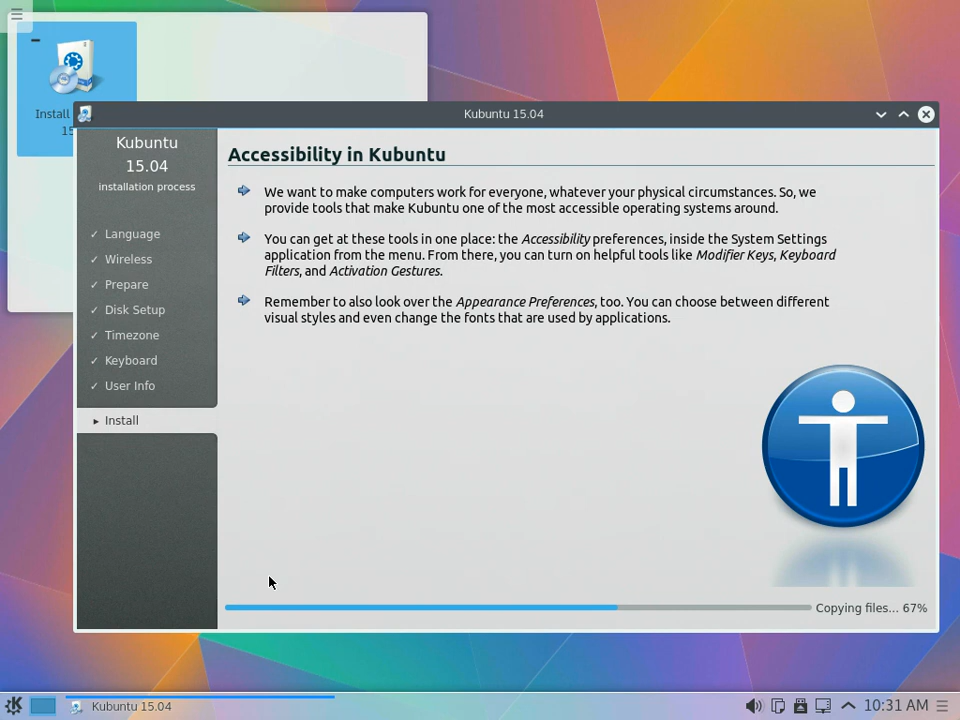 Install
15
Kubuntu 15.04
Kubuntu
15.04
installation process
✓ Language
✓ Wireless
✓ Prepare
✓ Disk Setup
✓ Timezone
✓ Keyboard
✓ User Info
▸ Install
Accessibility in Kubuntu
We want to make computers work for everyone, whatever your physical circumstances. So, we
provide tools that make Kubuntu one of the most accessible operating systems around.
You can get at these tools in one place: the Accessibility preferences, inside the System Settings
application from the menu. From there, you can turn on helpful tools like Modifier Keys, Keyboard
Filters, and Activation Gestures.
Remember to also look over the Appearance Preferences, too. You can choose between different
visual styles and even change the fonts that are used by applications.
Copying files... 67%
Kubuntu 15.04
10:31 AM